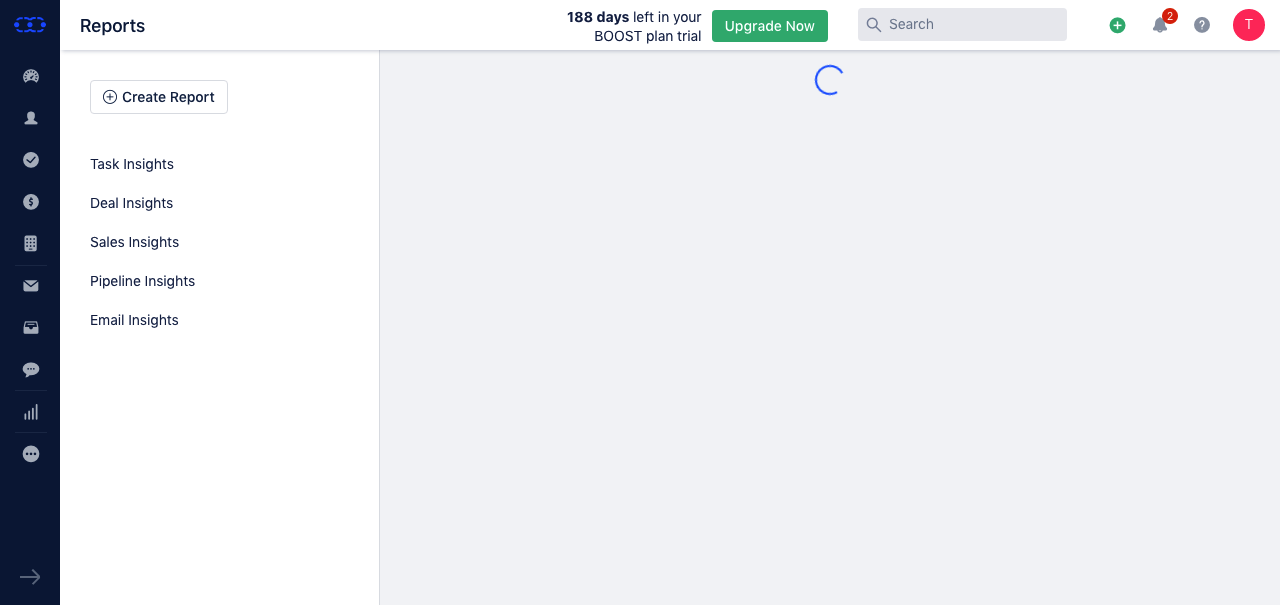 Reports
188 days left in your
BOOST plan trial
Upgrade Now
Search
2
T
Create Report
Task Insights
Deal Insights
Sales Insights
Pipeline Insights
Email Insights